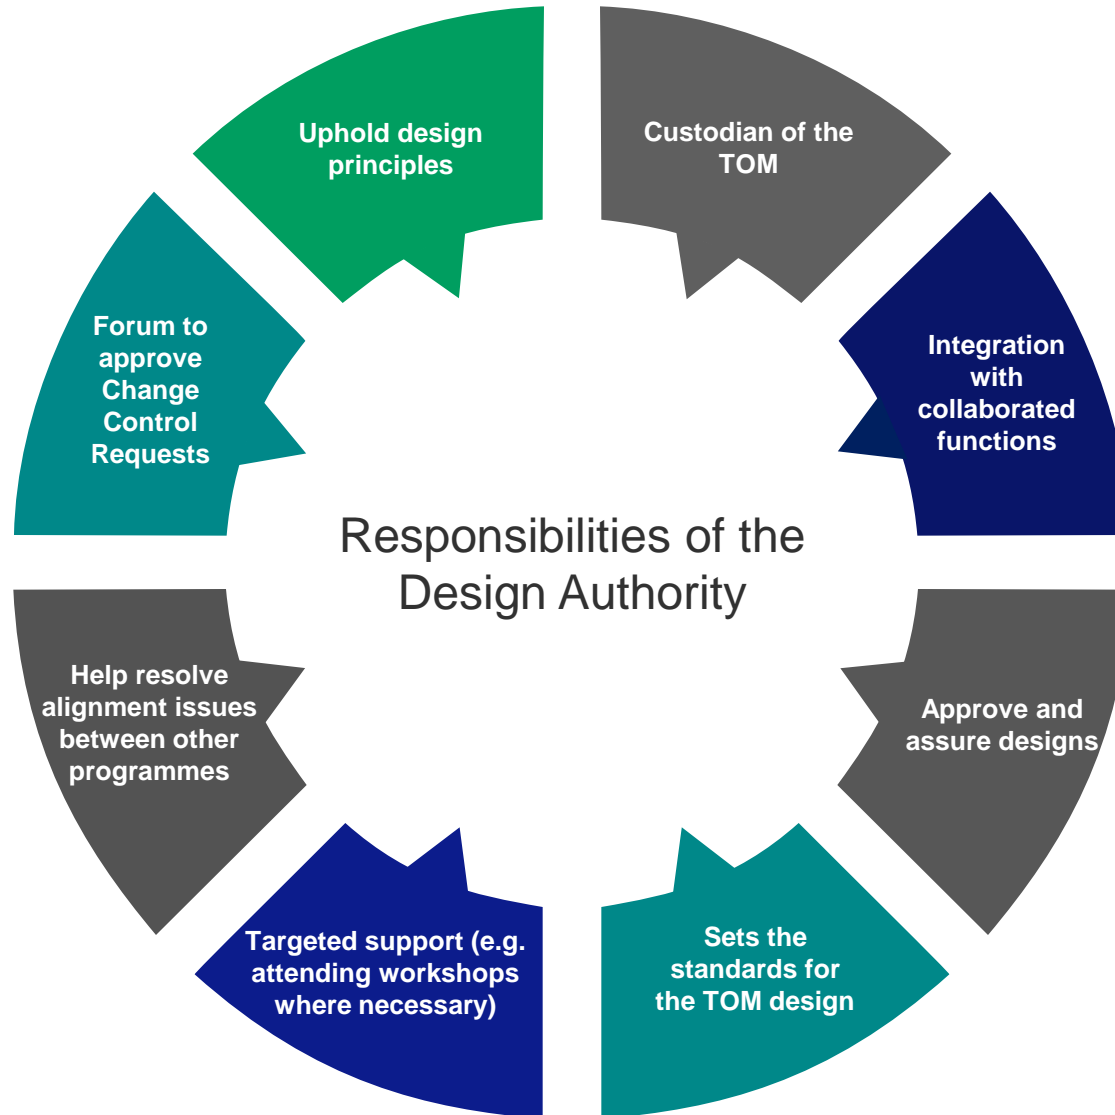 Uphold design
principles
Custodian of the
TOM
Forum to
approve
Change
Control
Requests
Integration
with
collaborated
functions
Responsibilities of the
Design Authority
Help resolve
alignment issues
between other
programmes
Approve and
assure designs
Targeted support (e.g.
attending workshops
where necessary)
Sets the
standards for
the TOM design